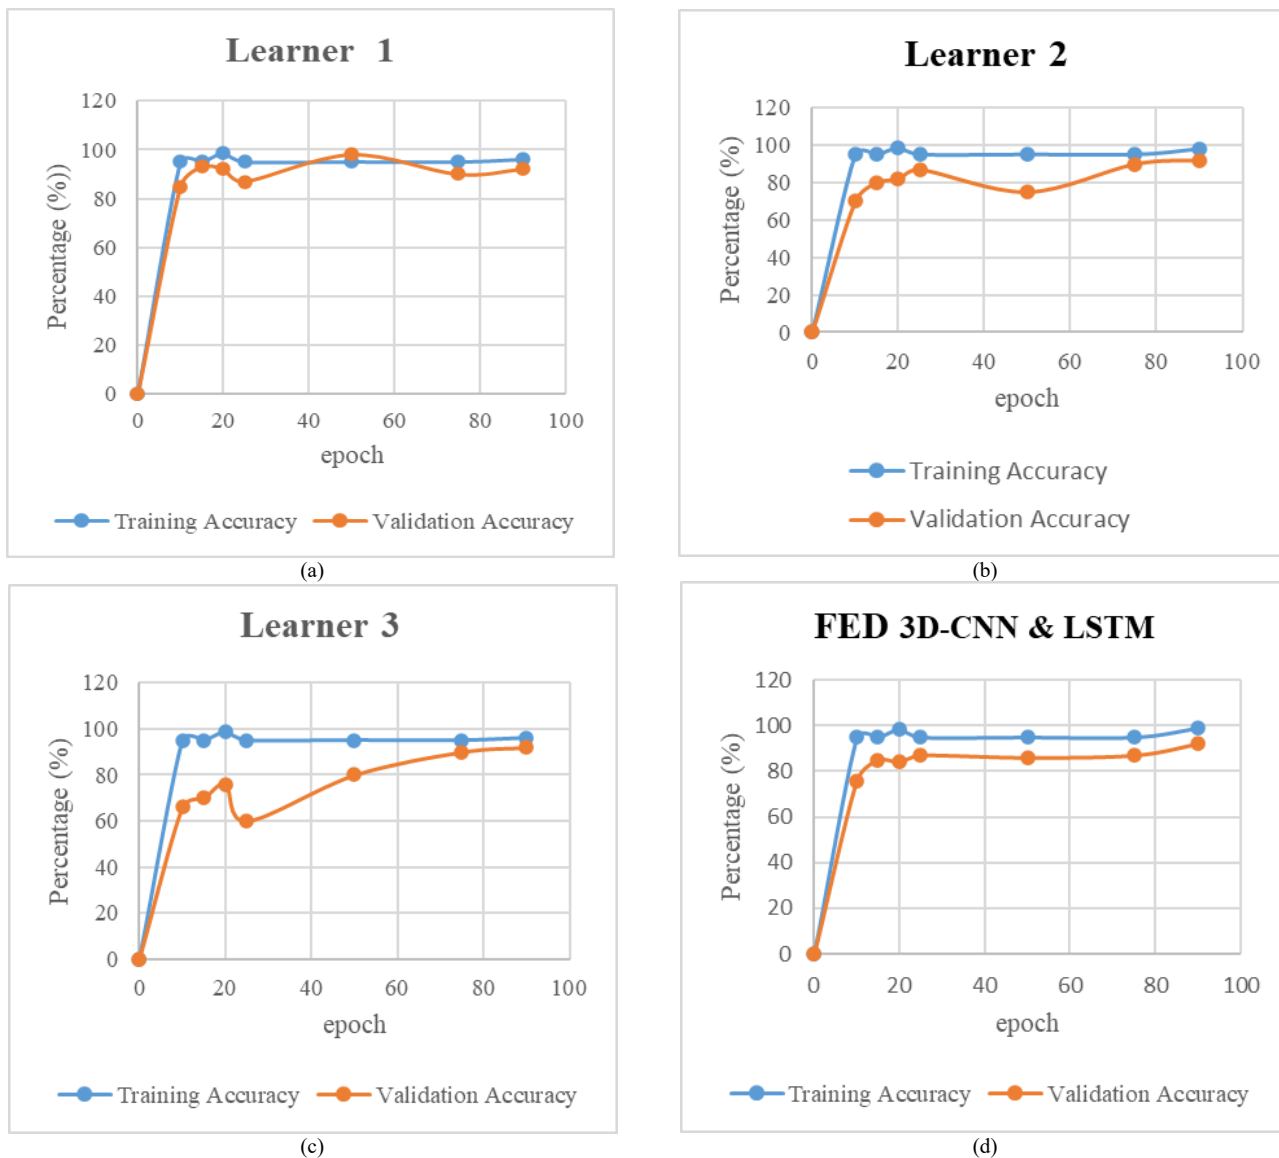 Learner 1
120
100
80
60
40
20
0
Percentage (%))
0 20 40 60 80 100
epoch
Training Accuracy Validation Accuracy
(a)
Learner 2
120
100
80
60
40
20
0
Percentage (%)
0 20 40 60 80 100
epoch
Training Accuracy
Validation Accuracy
(b)
Learner 3
120
100
80
60
40
20
0
Percentage (%)
0 20 40 60 80 100
epoch
Training Accuracy Validation Accuracy
(c)
FED 3D-CNN & LSTM
120
100
80
60
40
20
0
Percentage (%)
0 20 40 60 80 100
epoch
Training Accuracy Validation Accuracy
(d)